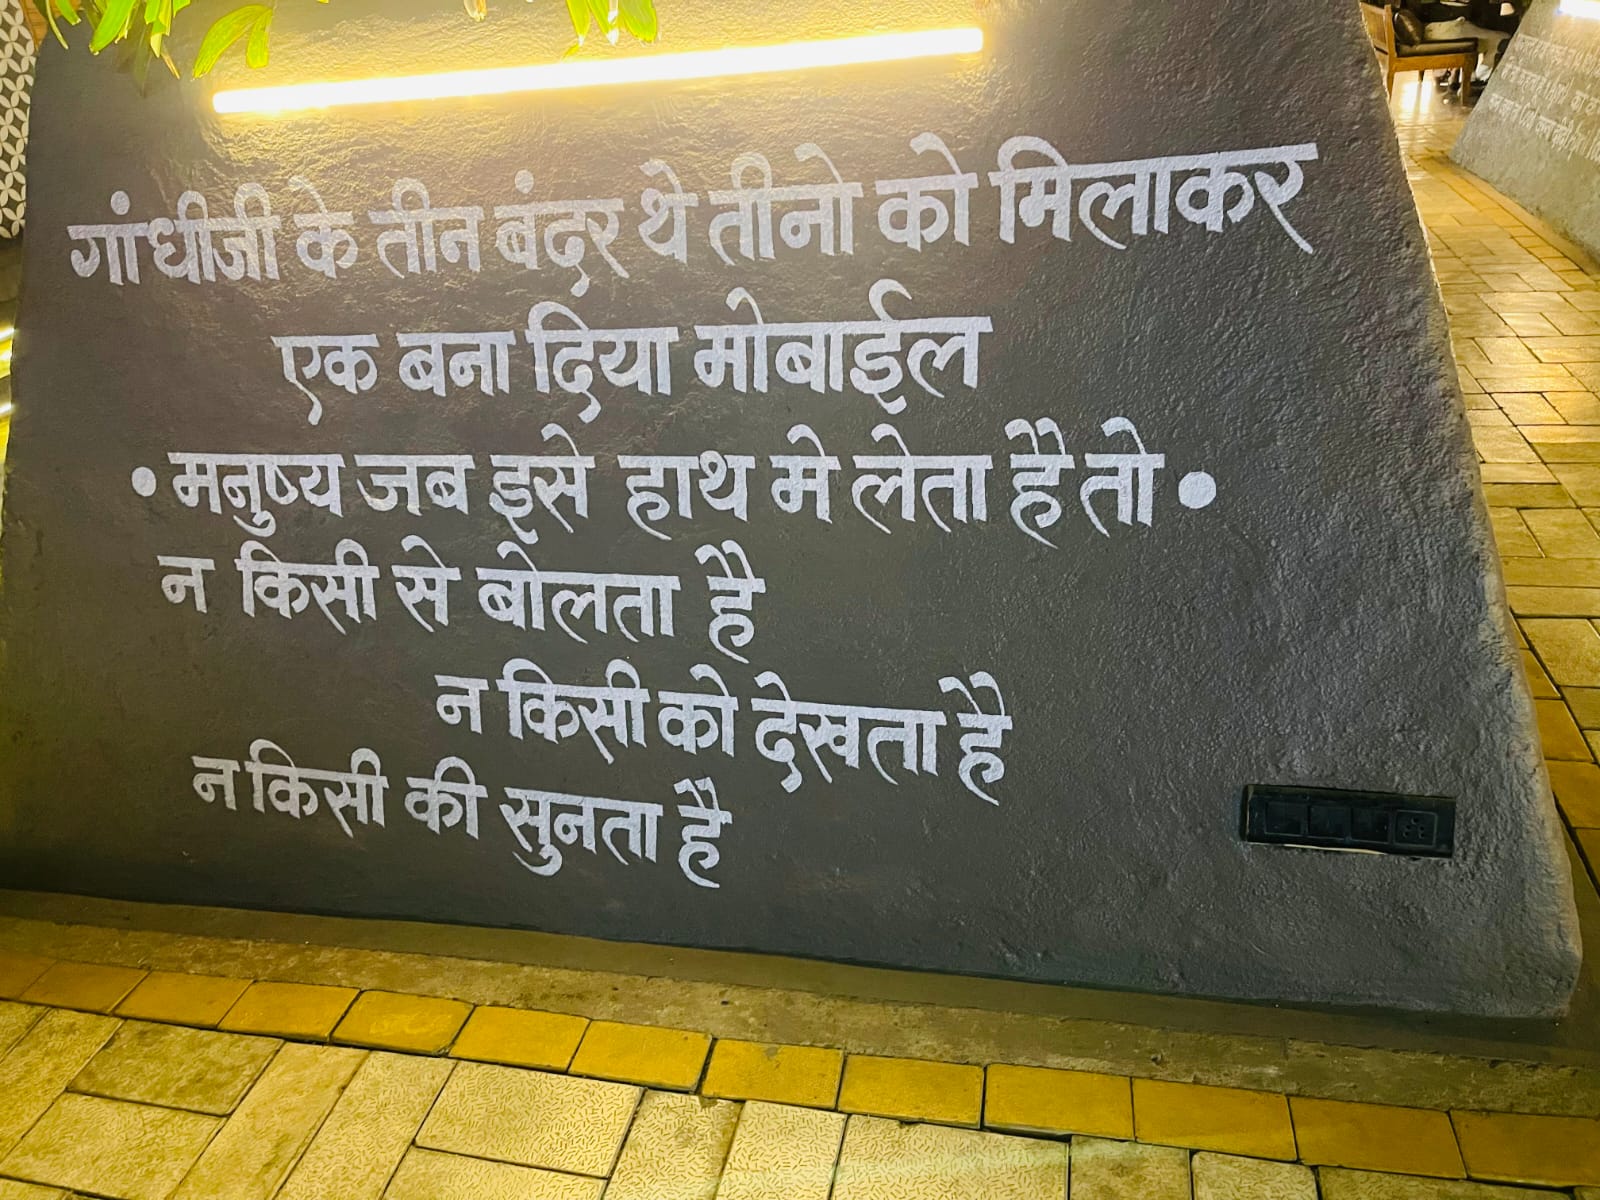 गांधीजी के तीन बंदर थे तीनो को मिलाकर
एक बना दिया मोबाईल
• मनुष्य जब इसे हाथ मे लेता है तो •
न किसी से बोलता है
न किसी को देखता है
न किसी की सुनता है